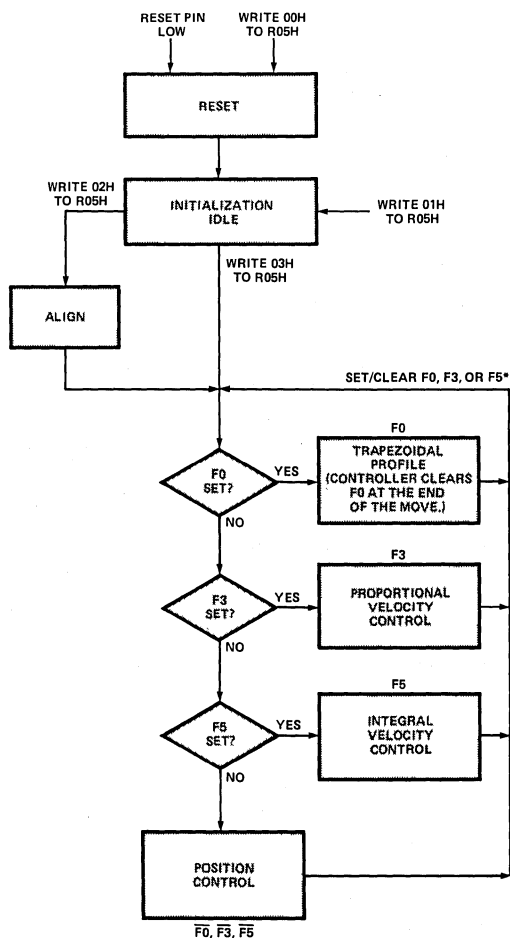 RESET PIN
LOW
WRITE 00H
TO R05H
RESET
WRITE 02H
TO R05H
INITIALIZATION
IDLE
WRITE 01H
TO R05H
WRITE 03H
TO R05H
ALIGN
SET/CLEAR F0, F3, OR F5*
F0
SET?
YES
NO
F0
TRAPEZOIDAL
PROFILE
(CONTROLLER CLEARS
F0 AT THE END
OF THE MOVE.)
F3
SET?
YES
NO
F3
PROPORTIONAL
VELOCITY
CONTROL
F5
SET?
YES
NO
F5
INTEGRAL
VELOCITY
CONTROL
POSITION
CONTROL
F̅0̅, F̅3̅, F̅5̅